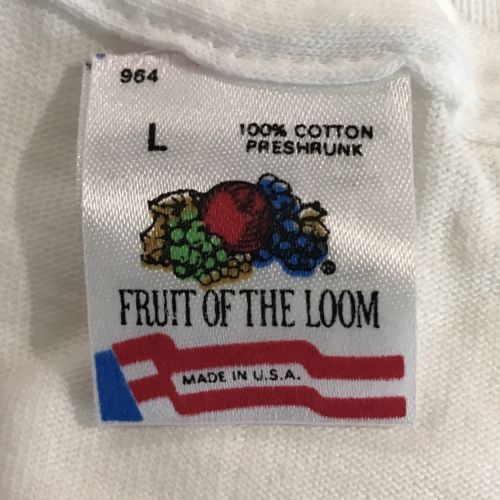 964
L
100% COTTON
PRESHRUNK
®
FRUIT OF THE LOOM
MADE IN U.S.A.